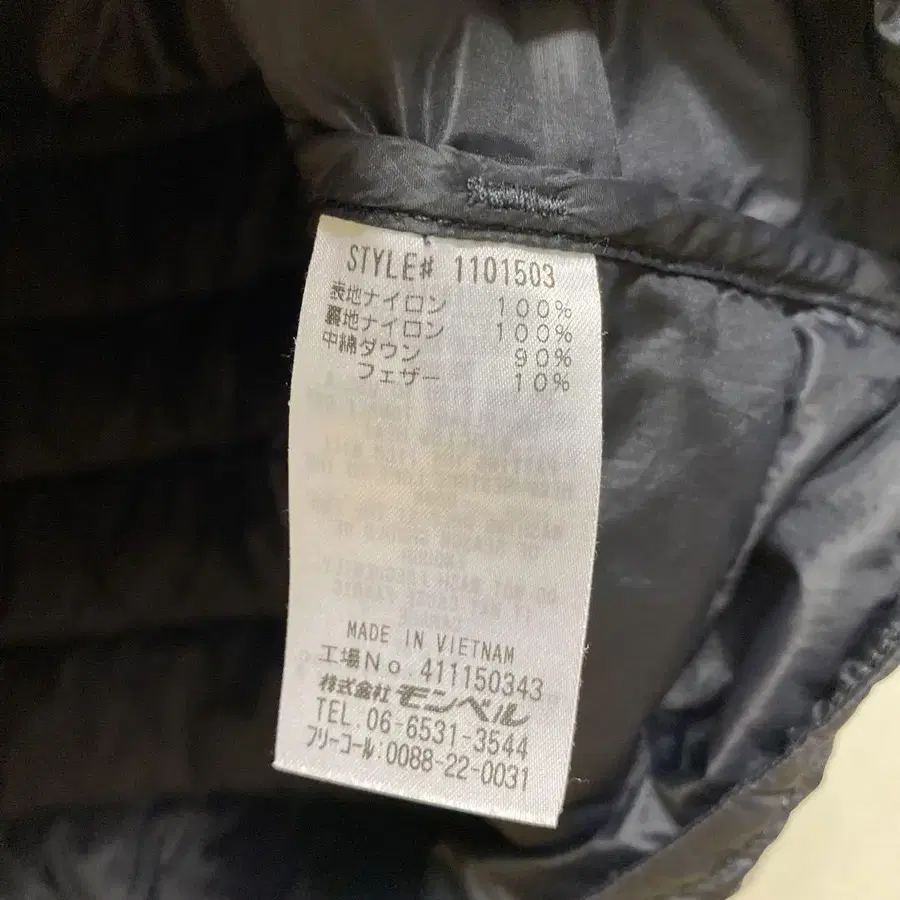 STYLE# 1101503
表地ナイロン 100%
裏地ナイロン 100%
中綿ダウン 90%
フェザー 10%
MADE IN VIETNAM
工場No.411150343
株式会社 モンベル
TEL.06-6531-3544
フリーコール:0088-22-0031